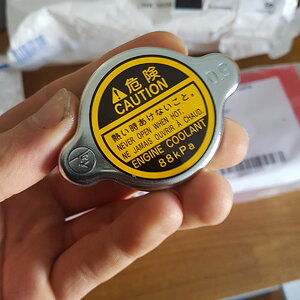 危険
CAUTION
熱い時あけないこと。
NEVER OPEN WHEN HOT.
NE JAMAIS OUVRIR À CHAUD.
ENGINE COOLANT
88kPa